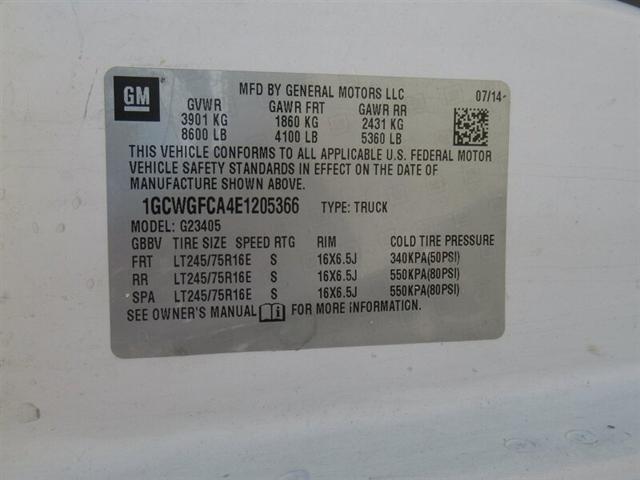 GM
MFD BY GENERAL MOTORS LLC 07/14
GVWR GAWR FRT GAWR RR
3901 KG 1860 KG 2431 KG
8600 LB 4100 LB 5360 LB
THIS VEHICLE CONFORMS TO ALL APPLICABLE U.S. FEDERAL MOTOR
VEHICLE SAFETY STANDARDS IN EFFECT ON THE DATE OF
MANUFACTURE SHOWN ABOVE.
1GCWGFCA4E1205366 TYPE: TRUCK
MODEL: G23405
GBBV TIRE SIZE SPEED RTG RIM COLD TIRE PRESSURE
FRT LT245/75R16E S 16X6.5J 340KPA(50PSI)
RR LT245/75R16E S 16X6.5J 550KPA(80PSI)
SPA LT245/75R16E S 16X6.5J 550KPA(80PSI)
SEE OWNER'S MANUAL FOR MORE INFORMATION.